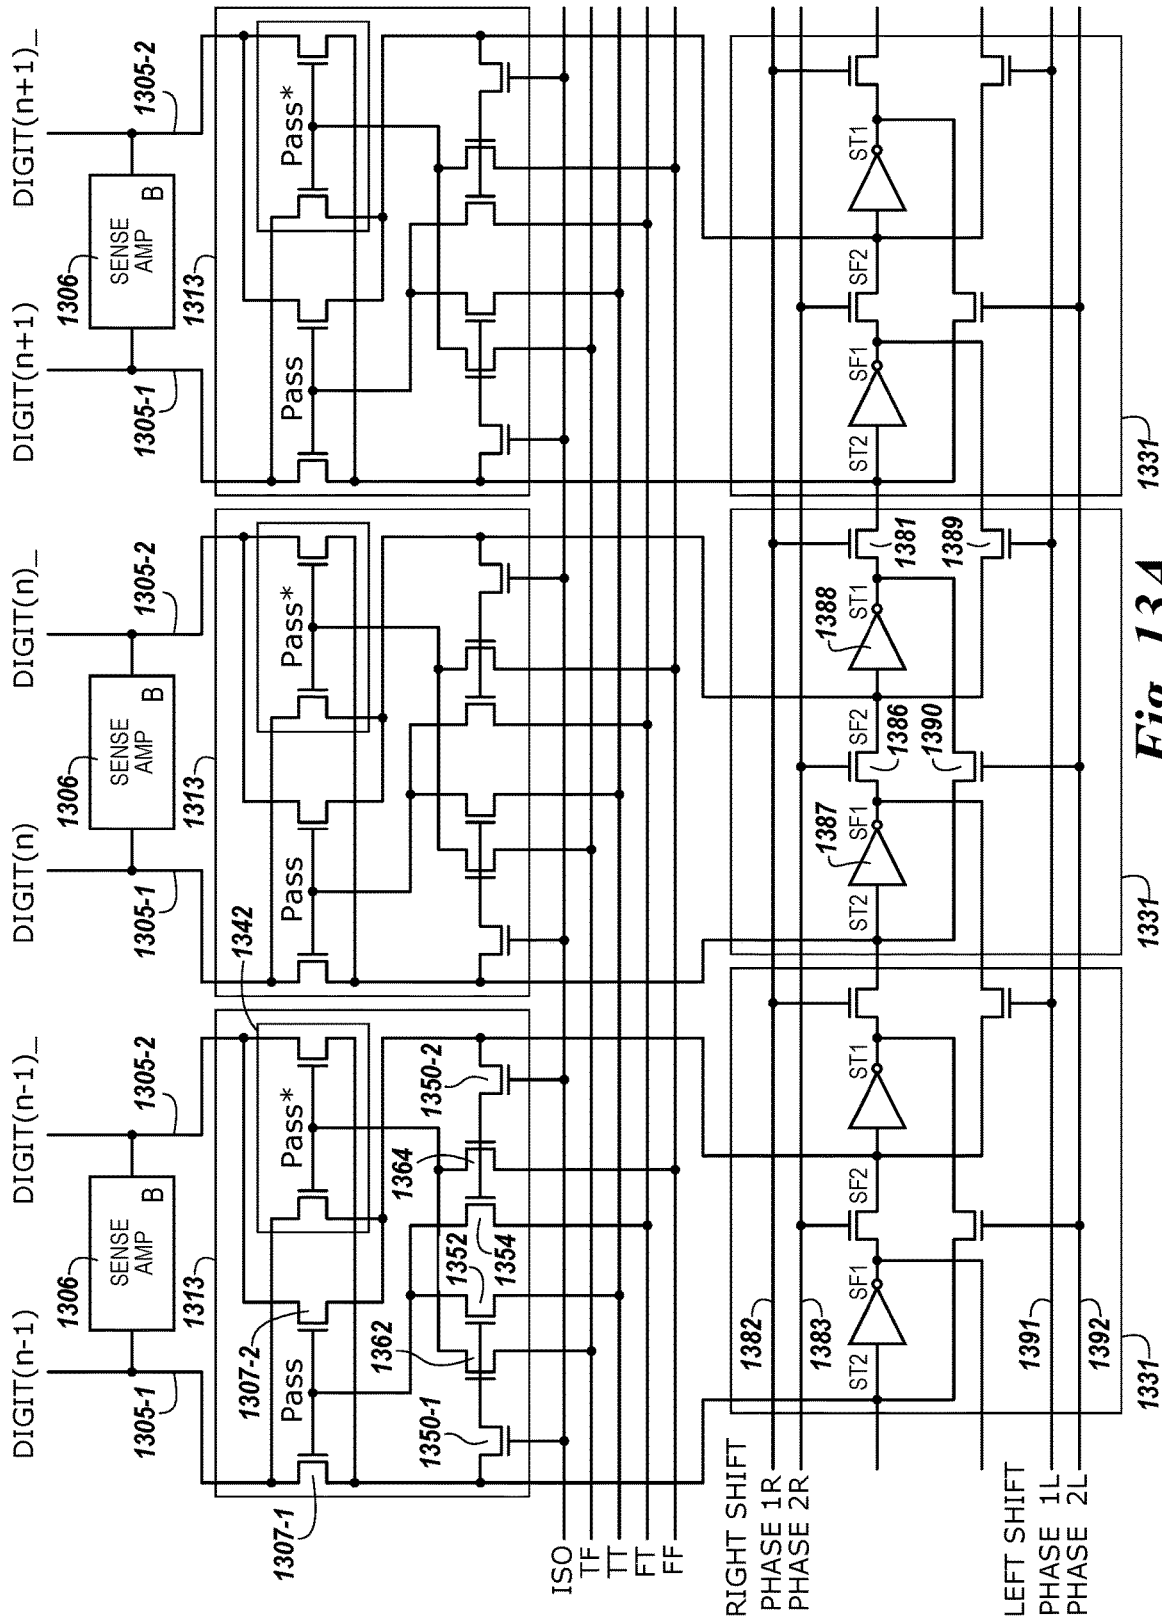 DIGIT(n-1)
DIGIT(n-1)_
DIGIT(n)
DIGIT(n)_
DIGIT(n+1)
DIGIT(n+1)_
1305-1
1306
SENSE
AMP
B
1305-2
1305-1
1306
SENSE
AMP
B
1305-2
1305-1
1306
SENSE
AMP
B
1305-2
1313
1342
1313
1313
1307-1
Pass
1307-2
Pass*
Pass
Pass*
Pass
Pass*
1350-1
1362
1352
1354
1364
1350-2
ISO
TF
TT
FT
FF
RIGHT SHIFT
PHASE 1R
PHASE 2R
1382
1383
ST2
SF1
SF2
ST1
ST2
1387
SF1
1386
SF2
1388
ST1
1381
1390
1389
ST2
SF1
SF2
ST1
LEFT SHIFT
PHASE 1L
PHASE 2L
1391
1392
1331
1331
1331
Fig. 13A